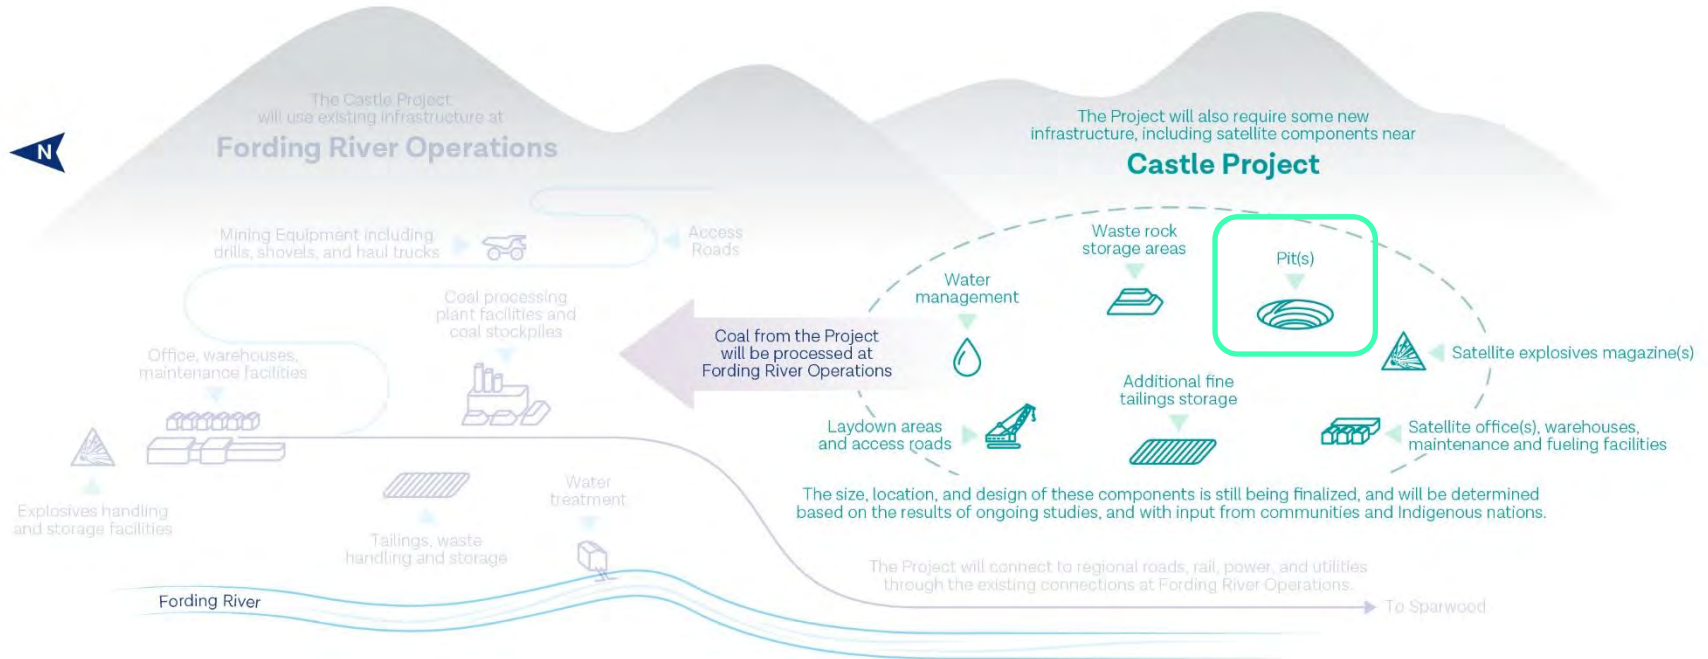 The Castle Project
will use existing infrastructure at
Fording River Operations
The Project will also require some new
infrastructure, including satellite components near
Castle Project
N
Mining Equipment including
drills, shovels, and haul trucks
Access
Roads
Coal processing
plant facilities and
coal stockpiles
Office, warehouses,
maintenance facilities
Explosives handling
and storage facilities
Tailings, waste
handling and storage
Water
treatment
Fording River
Coal from the Project
will be processed at
Fording River Operations
Water
management
Waste rock
storage areas
Pit(s)
Satellite explosives magazine(s)
Additional fine
tailings storage
Laydown areas
and access roads
Satellite office(s), warehouses,
maintenance and fueling facilities
The size, location, and design of these components is still being finalized, and will be determined
based on the results of ongoing studies, and with input from communities and Indigenous nations.
The Project will connect to regional roads, rail, power, and utilities
through the existing connections at Fording River Operations.
To Sparwood